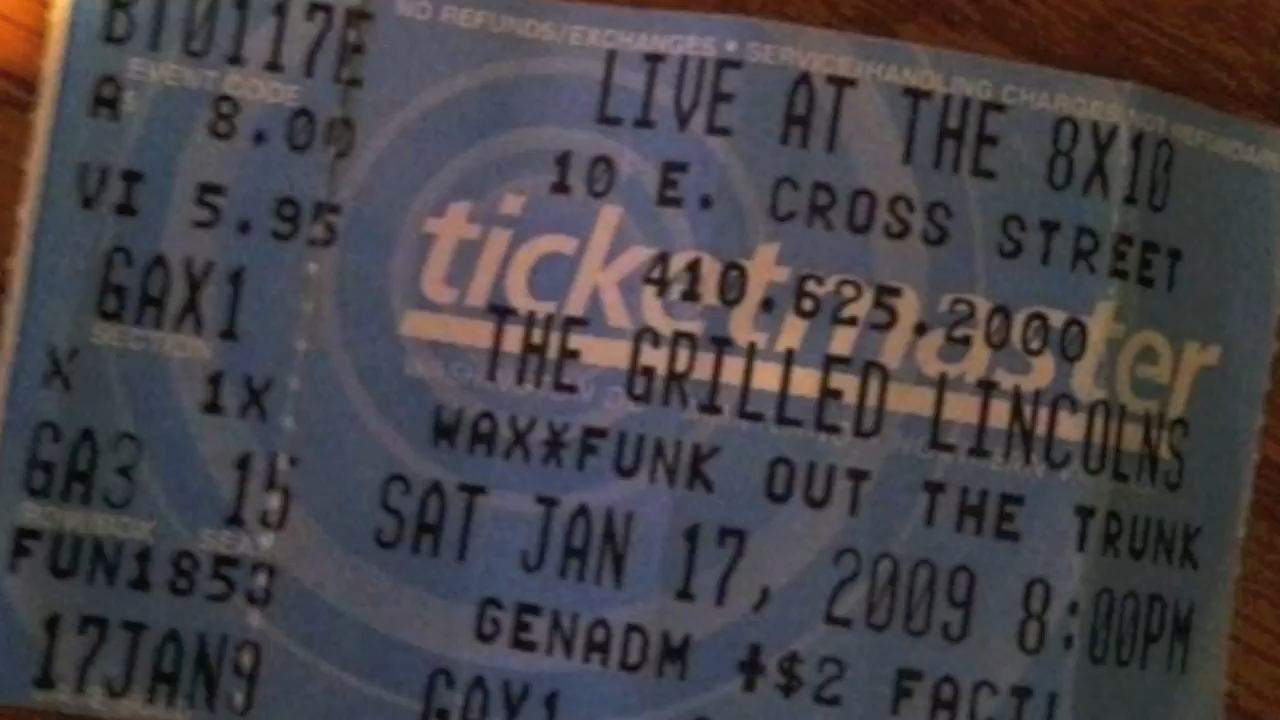 BT0117E
EVENT CODE
A 8.00
VI 5.95
GAX1
SECTION
X 1X
GA3 15
FUN1853
17JAN9
NO REFUNDS/EXCHANGES * SERVICE/HANDLING CHARGES NOT REFUNDABLE
LIVE AT THE 8X10
10 E. CROSS STREET
ticketmaster
410.625.2000
THE GRILLED LINCOLNS
WAX*FUNK OUT THE TRUNK
SAT JAN 17, 2009 8:00PM
GENADM +$2